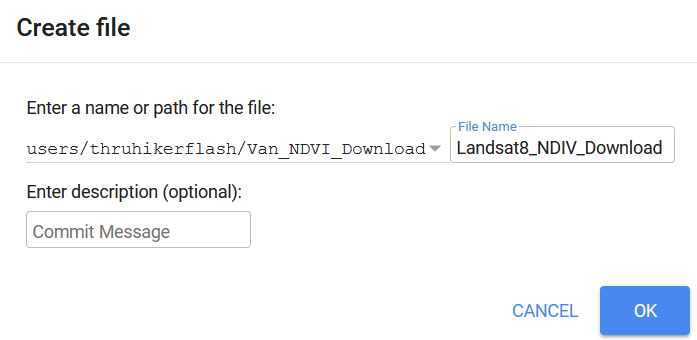 Create file
Enter a name or path for the file:
File Name
users/thruhikerflash/Van_NDVI_Download Landsat8_NDIV_Download
Enter description (optional):
Commit Message
CANCEL OK